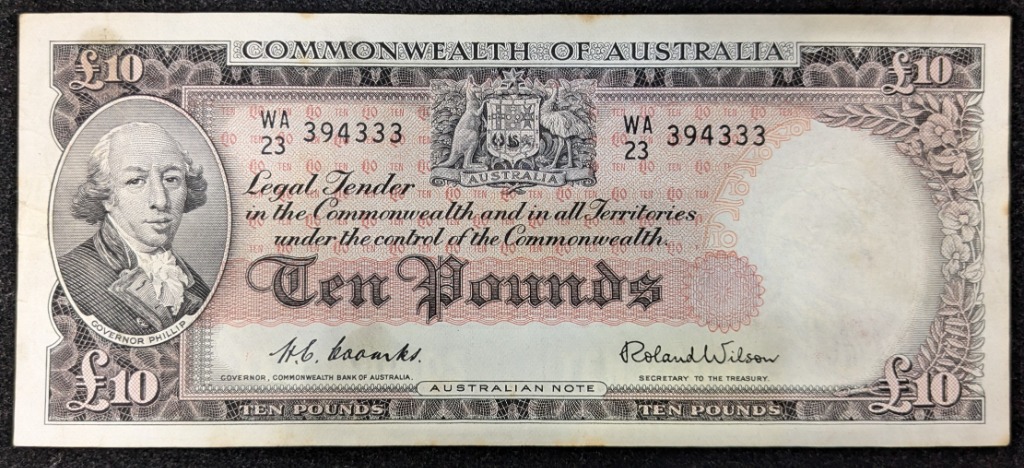 COMMONWEALTH OF AUSTRALIA
£10 £10
WA 23 394333
WA 23 394333
AUSTRALIA
Legal Tender
in the Commonwealth and in all Territories
under the control of the Commonwealth.
Ten Pounds
GOVERNOR PHILLIP
H.C. Coombs. Roland Wilson
GOVERNOR, COMMONWEALTH BANK OF AUSTRALIA. SECRETARY TO THE TREASURY.
AUSTRALIAN NOTE
£10 £10
TEN POUNDS TEN POUNDS